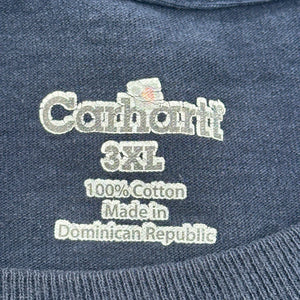 Carhartt
3XL
100% Cotton
Made in
Dominican Republic